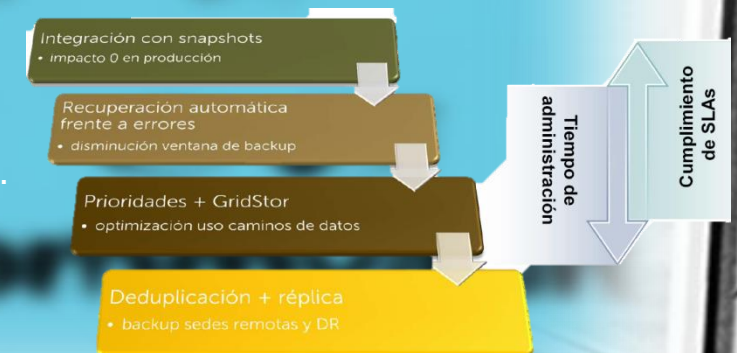 Integración con snapshots
• impacto 0 en producción
Recuperación automática
frente a errores
• disminución ventana de backup
Prioridades + GridStor
• optimización uso caminos de datos
Deduplicación + réplica
• backup sedes remotas y DR
Tiempo de
administración
Cumplimiento
de SLAs